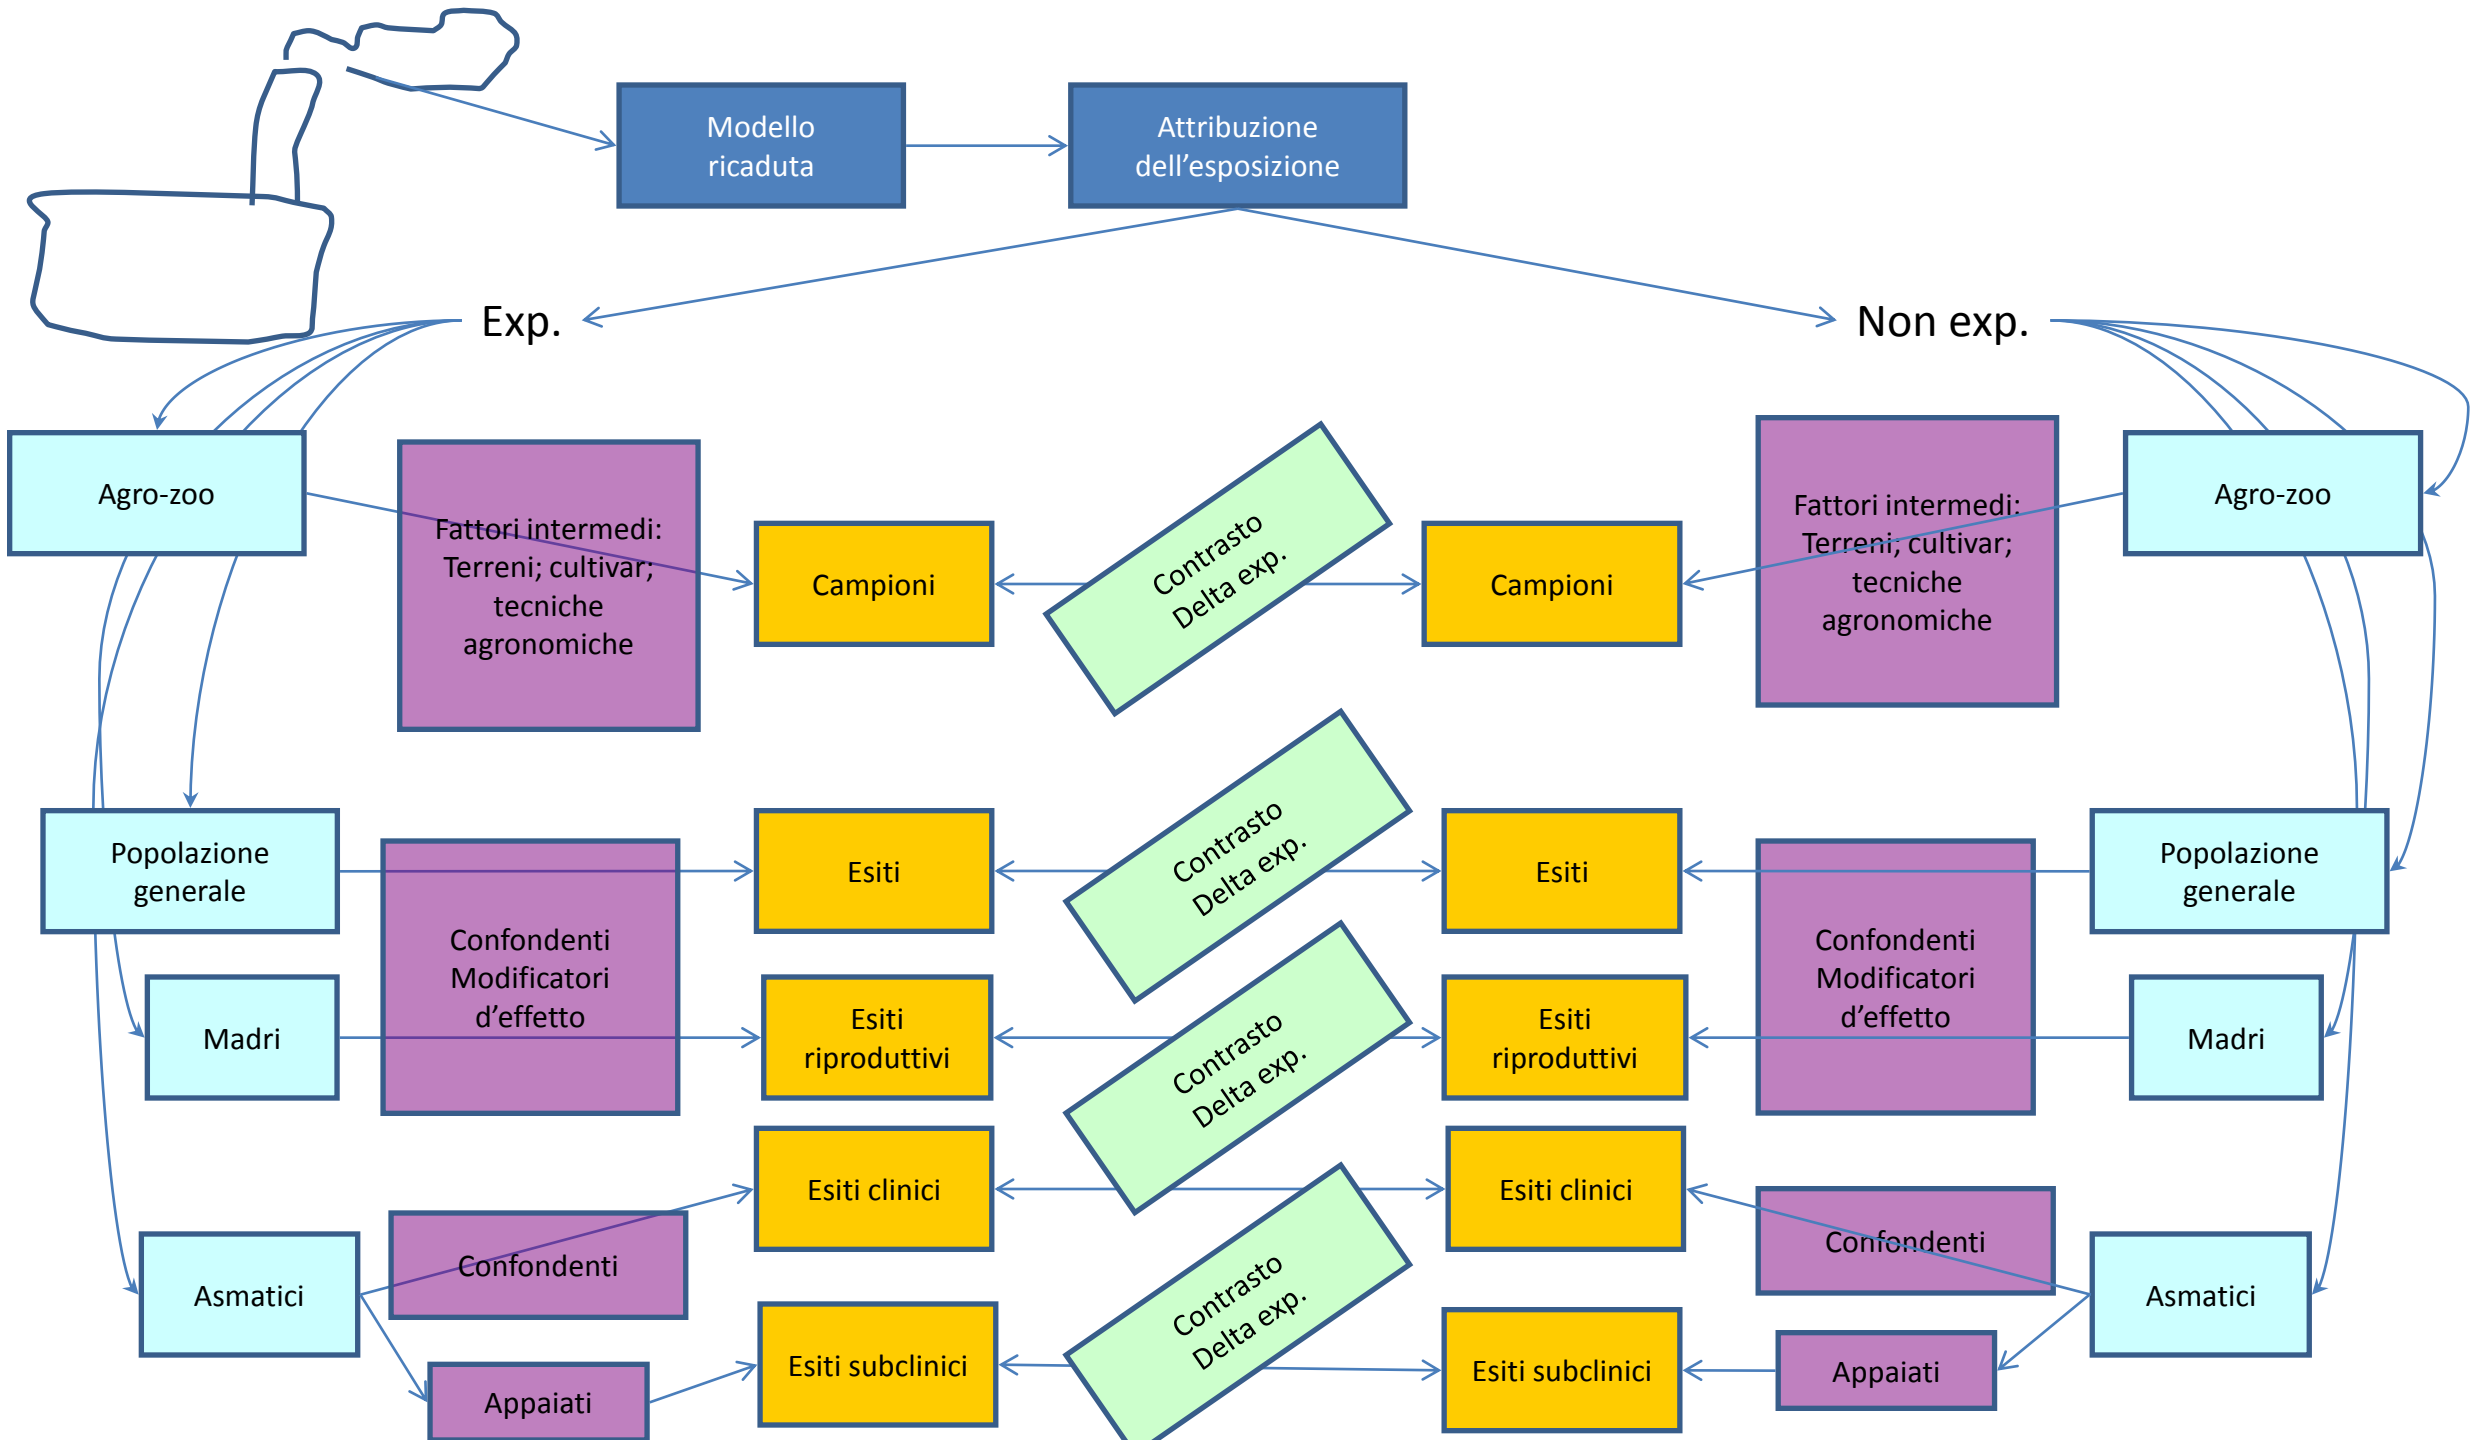 Modello
ricaduta
Attribuzione
dell’esposizione
Exp.
Non exp.
Agro-zoo
Fattori intermedi:
Terreni; cultivar;
tecniche
agronomiche
Campioni
Contrasto
Delta exp.
Campioni
Fattori intermedi:
Terreni; cultivar;
tecniche
agronomiche
Agro-zoo
Popolazione
generale
Confondenti
Modificatori
d’effetto
Esiti
Contrasto
Delta exp.
Esiti
Confondenti
Modificatori
d’effetto
Popolazione
generale
Madri
Esiti
riproduttivi
Contrasto
Delta exp.
Esiti
riproduttivi
Madri
Asmatici
Confondenti
Esiti clinici
Esiti clinici
Confondenti
Asmatici
Appaiati
Esiti subclinici
Contrasto
Delta exp.
Esiti subclinici
Appaiati